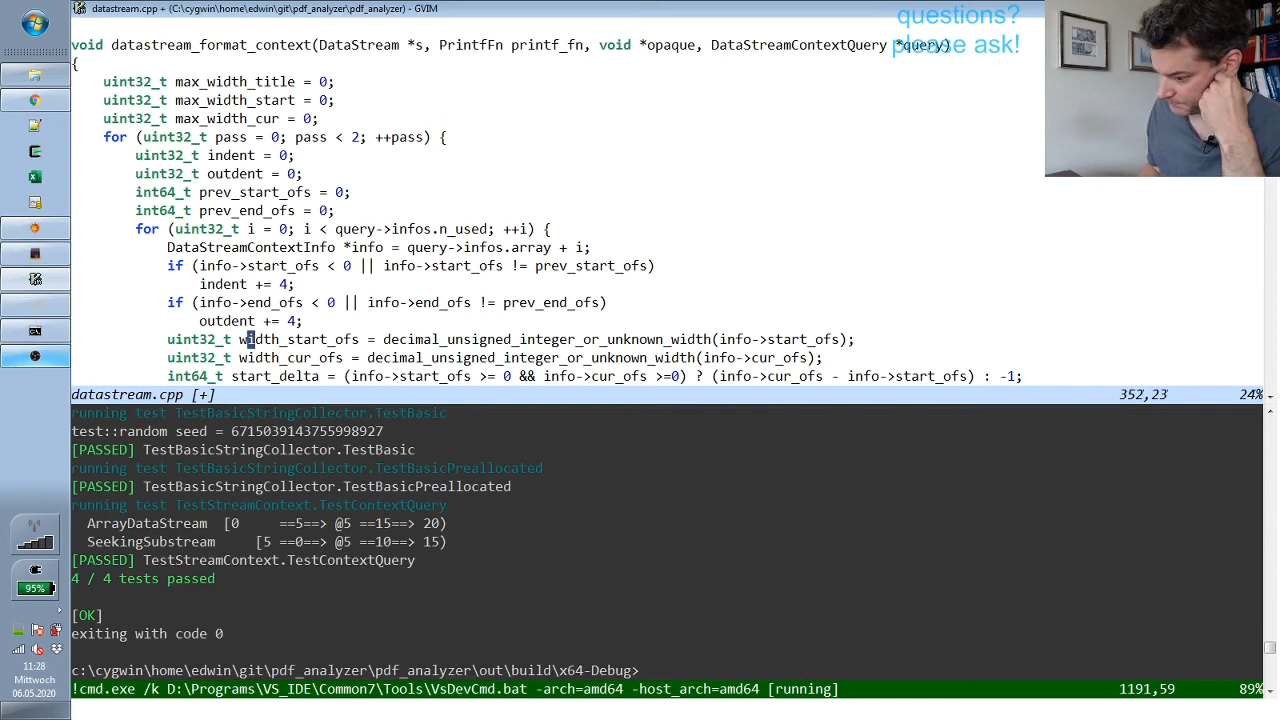 datastream.cpp + (C:\cygwin\home\edwin\git\pdf_analyzer\pdf_analyzer) - GVIM
questions?
please ask!
void datastream_format_context(DataStream *s, PrintfFn printf_fn, void *opaque, DataStreamContextQuery *query)
{
    uint32_t max_width_title = 0;
    uint32_t max_width_start = 0;
    uint32_t max_width_cur = 0;
    for (uint32_t pass = 0; pass < 2; ++pass) {
        uint32_t indent = 0;
        uint32_t outdent = 0;
        int64_t prev_start_ofs = 0;
        int64_t prev_end_ofs = 0;
        for (uint32_t i = 0; i < query->infos.n_used; ++i) {
            DataStreamContextInfo *info = query->infos.array + i;
            if (info->start_ofs < 0 || info->start_ofs != prev_start_ofs)
                indent += 4;
            if (info->end_ofs < 0 || info->end_ofs != prev_end_ofs)
                outdent += 4;
            uint32_t width_start_ofs = decimal_unsigned_integer_or_unknown_width(info->start_ofs);
            uint32_t width_cur_ofs = decimal_unsigned_integer_or_unknown_width(info->cur_ofs);
            int64_t start_delta = (info->start_ofs >= 0 && info->cur_ofs >=0) ? (info->cur_ofs - info->start_ofs) : -1;
datastream.cpp [+] 352,23 24%
running test TestBasicStringCollector.TestBasic
test::random seed = 6715039143755998927
[PASSED] TestBasicStringCollector.TestBasic
running test TestBasicStringCollector.TestBasicPreallocated
[PASSED] TestBasicStringCollector.TestBasicPreallocated
running test TestStreamContext.TestContextQuery
  ArrayDataStream  [0     ==5==> @5 ==15==> 20)
  SeekingSubstream     [5 ==0==> @5 ==10==> 15)
[PASSED] TestStreamContext.TestContextQuery
4 / 4 tests passed
[OK]
exiting with code 0
c:\cygwin\home\edwin\git\pdf_analyzer\pdf_analyzer\out\build\x64-Debug>
!cmd.exe /k D:\Programs\VS_IDE\Common7\Tools\VsDevCmd.bat -arch=amd64 -host_arch=amd64 [running] 1191,59 89%
95%
11:28
Mittwoch
06.05.2020